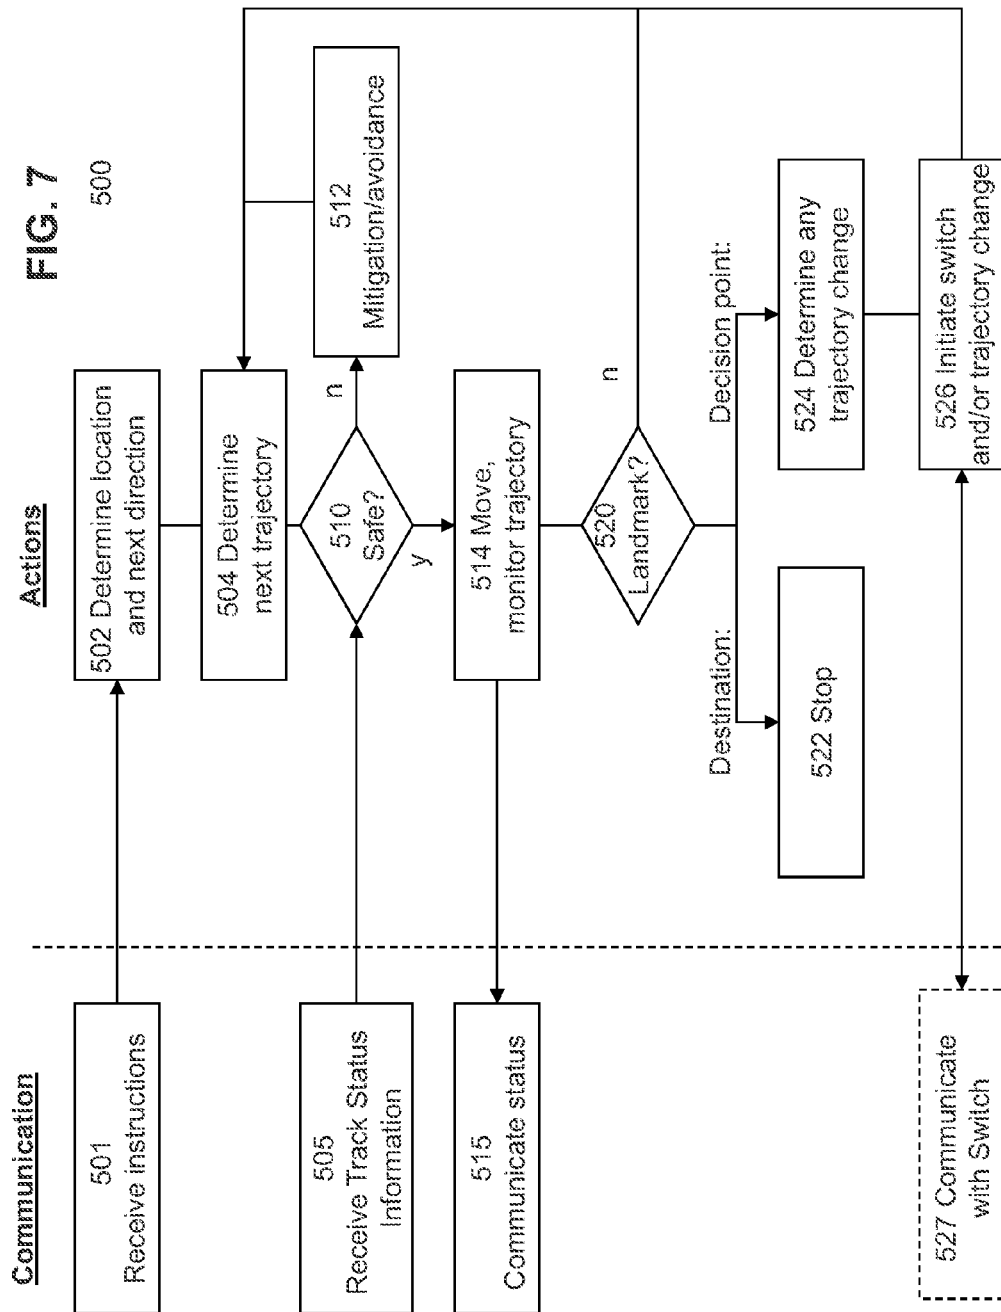 FIG. 7
500
Communication
Actions
501
Receive instructions
502 Determine location
and next direction
504 Determine
next trajectory
505
Receive Track Status
Information
510
Safe?
n
y
512
Mitigation/avoidance
514 Move,
monitor trajectory
515
Communicate status
520
Landmark?
n
Destination:
Decision point:
522 Stop
524 Determine any
trajectory change
526 Initiate switch
and/or trajectory change
527 Communicate
with Switch